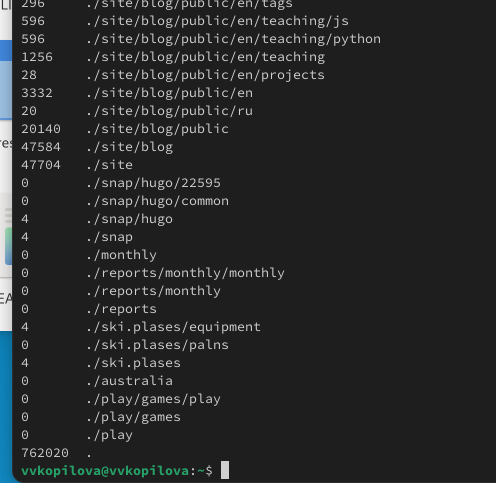 296 ./site/blog/public/en/tags
596 ./site/blog/public/en/teaching/js
596 ./site/blog/public/en/teaching/python
1256 ./site/blog/public/en/teaching
28 ./site/blog/public/en/projects
3332 ./site/blog/public/en
20 ./site/blog/public/ru
20140 ./site/blog/public
47584 ./site/blog
47704 ./site
0 ./snap/hugo/22595
0 ./snap/hugo/common
4 ./snap/hugo
4 ./snap
0 ./monthly
0 ./reports/monthly/monthly
0 ./reports/monthly
0 ./reports
4 ./ski.plases/equipment
0 ./ski.plases/palns
4 ./ski.plases
0 ./australia
0 ./play/games/play
0 ./play/games
0 ./play
762020 .
vvkopilova@vvkopilova:~$